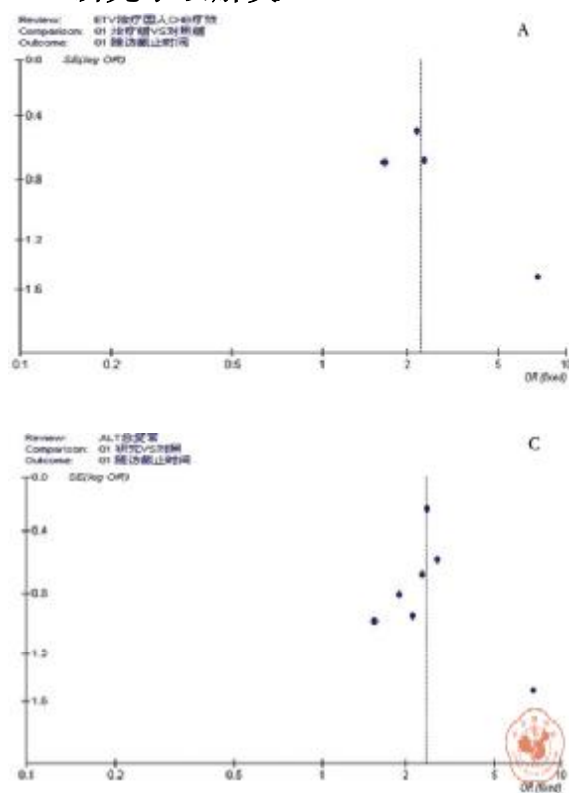 Review: ETV治疗国人CHB疗效
Comparison: 01 治疗组VS对照组
Outcome: 01 随访截止时间
A
0.0 SE(log OR)
0.4
0.8
1.2
1.6
0.1 0.2 0.5 1 2 5 10
OR (fixed)
Review: ALT总复常
Comparison: 01 研究VS对照
Outcome: 01 随访截止时间
C
0.0 SE(log OR)
0.4
0.8
1.2
1.6
0.1 0.2 0.5 1 2 5 10
OR (fixed)